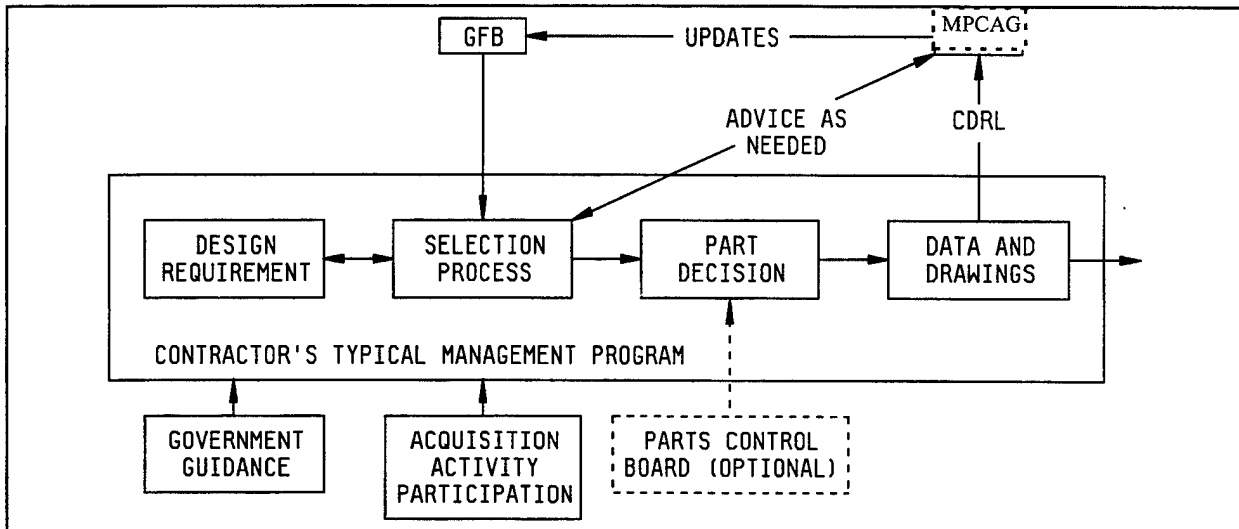 GFB
UPDATES
MPCAG
ADVICE AS
NEEDED
CDRL
DESIGN
REQUIREMENT
SELECTION
PROCESS
PART
DECISION
DATA AND
DRAWINGS
CONTRACTOR'S TYPICAL MANAGEMENT PROGRAM
GOVERNMENT
GUIDANCE
ACQUISITION
ACTIVITY
PARTICIPATION
PARTS CONTROL
BOARD (OPTIONAL)